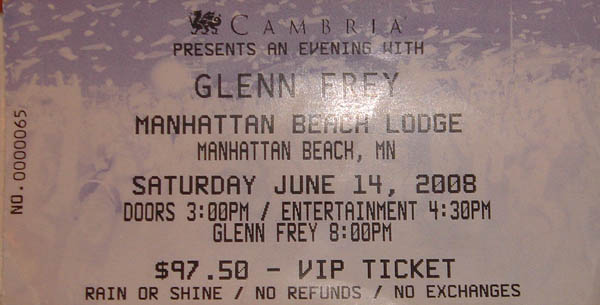 CAMBRIA
PRESENTS AN EVENING WITH
GLENN FREY
MANHATTAN BEACH LODGE
MANHATTAN BEACH, MN
SATURDAY JUNE 14, 2008
DOORS 3:00PM / ENTERTAINMENT 4:30PM
GLENN FREY 8:00PM
$97.50 - VIP TICKET
RAIN OR SHINE / NO REFUNDS / NO EXCHANGES
NO. 0000065